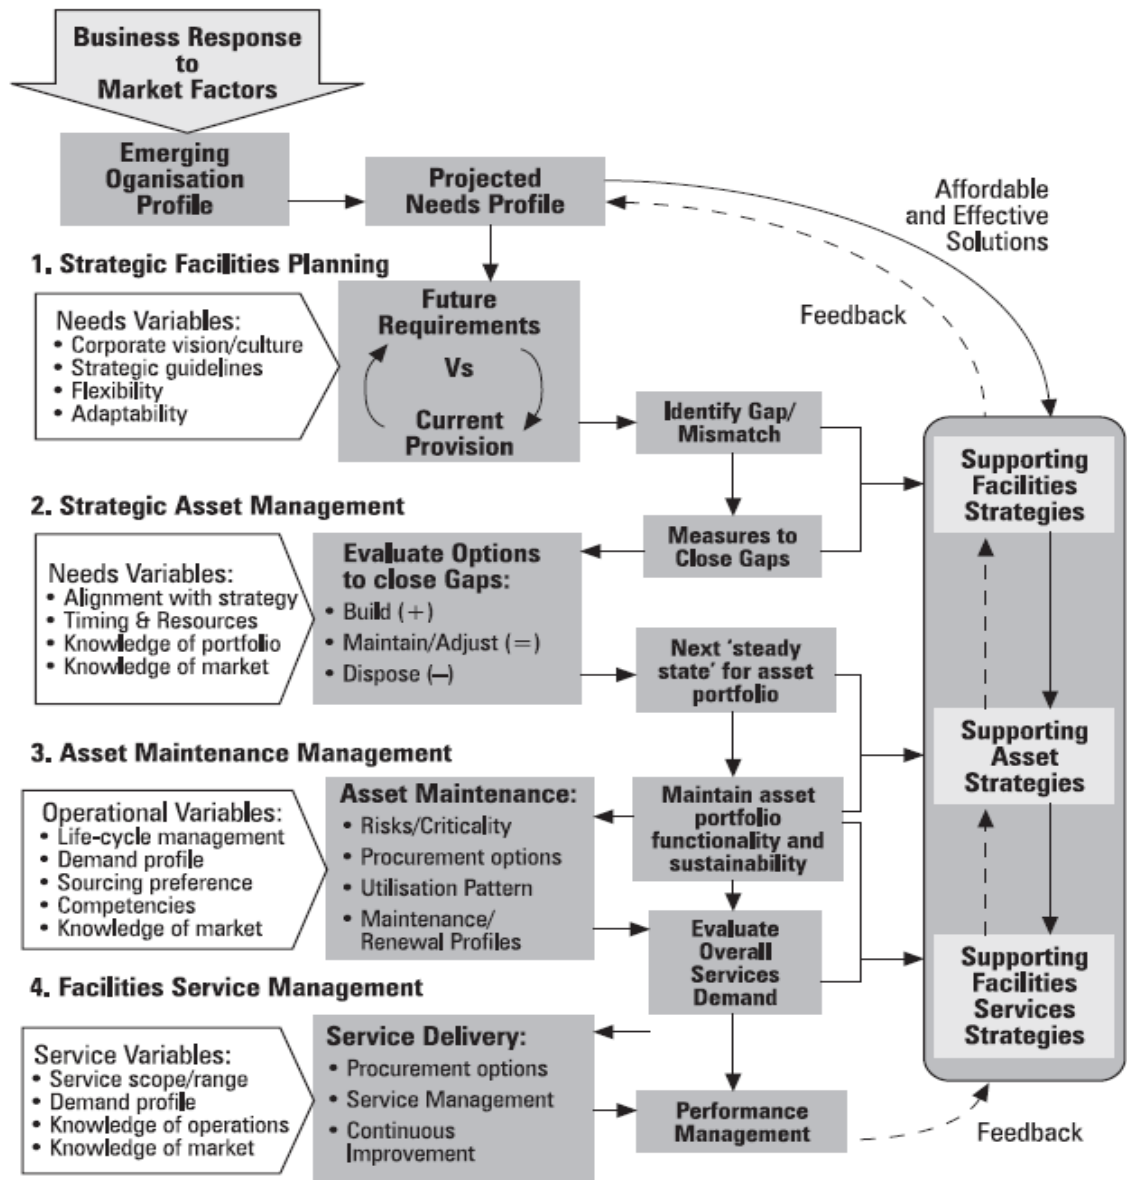 Business Response
to
Market Factors
Emerging
Oganisation
Profile
Projected
Needs Profile
Affordable
and Effective
Solutions
Feedback
1. Strategic Facilities Planning
Needs Variables:
• Corporate vision/culture
• Strategic guidelines
• Flexibility
• Adaptability
Future
Requirements
Vs
Current
Provision
Identify Gap/
Mismatch
Supporting
Facilities
Strategies
2. Strategic Asset Management
Needs Variables:
• Alignment with strategy
• Timing & Resources
• Knowledge of portfolio
• Knowledge of market
Evaluate Options
to close Gaps:
• Build (+)
• Maintain/Adjust (=)
• Dispose (–)
Measures to
Close Gaps
Next ‘steady
state’ for asset
portfolio
Supporting
Asset
Strategies
3. Asset Maintenance Management
Operational Variables:
• Life-cycle management
• Demand profile
• Sourcing preference
• Competencies
• Knowledge of market
Asset Maintenance:
• Risks/Criticality
• Procurement options
• Utilisation Pattern
• Maintenance/
Renewal Profiles
Maintain asset
portfolio
functionality and
sustainability
Evaluate
Overall
Services
Demand
Supporting
Facilities
Services
Strategies
4. Facilities Service Management
Service Variables:
• Service scope/range
• Demand profile
• Knowledge of operations
• Knowledge of market
Service Delivery:
• Procurement options
• Service Management
• Continuous
Improvement
Performance
Management
Feedback